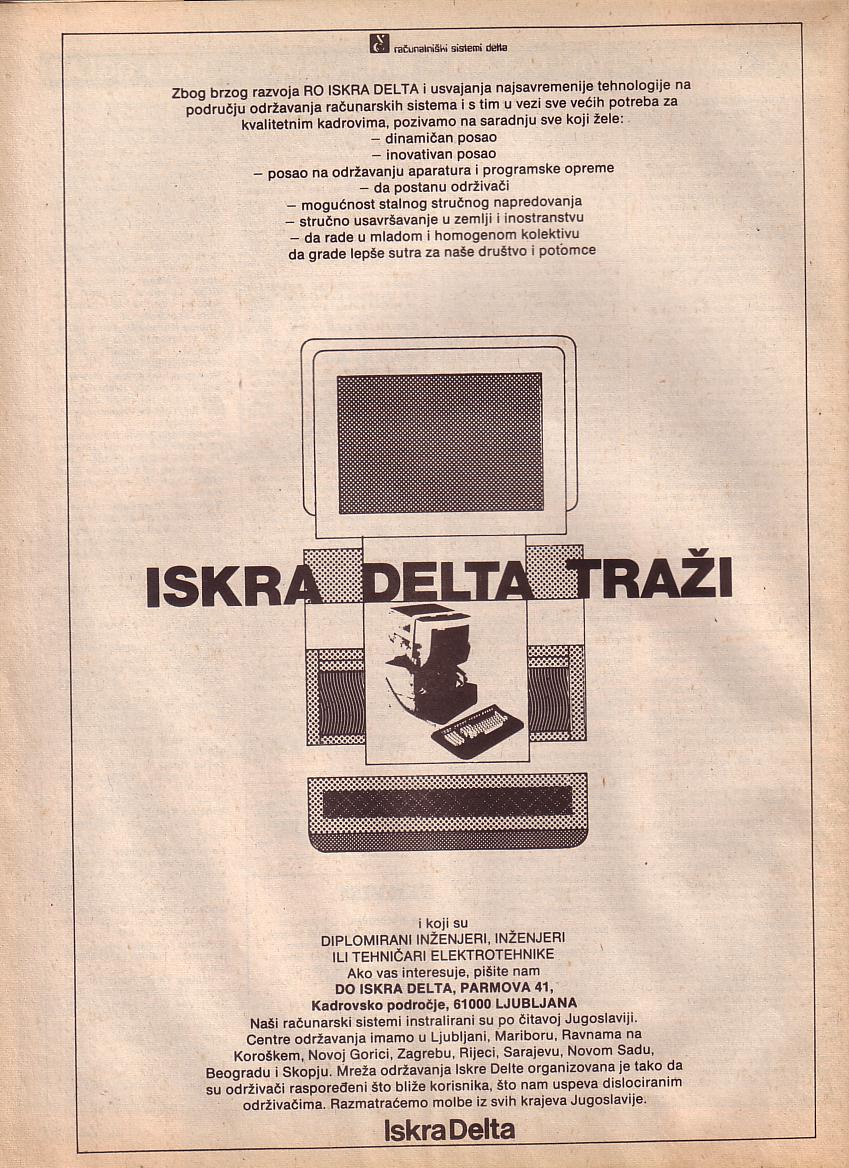 računalniški sistemi delta
Zbog brzog razvoja RO ISKRA DELTA i usvajanja najsavremenije tehnologije na
području održavanja računarskih sistema i s tim u vezi sve većih potreba za
kvalitetnim kadrovima, pozivamo na saradnju sve koji žele:
– dinamičan posao
– inovativan posao
– posao na održavanju aparatura i programske opreme
– da postanu održivači
– mogućnost stalnog stručnog napredovanja
– stručno usavršavanje u zemlji i inostranstvu
– da rade u mladom i homogenom kolektivu
da grade lepše sutra za naše društvo i potomce
ISKRA DELTA TRAŽI
i koji su
DIPLOMIRANI INŽENJERI, INŽENJERI
ILI TEHNIČARI ELEKTROTEHNIKE
Ako vas interesuje, pišite nam
DO ISKRA DELTA, PARMOVA 41,
Kadrovsko područje, 61000 LJUBLJANA
Naši računarski sistemi instralirani su po čitavoj Jugoslaviji.
Centre održavanja imamo u Ljubljani, Mariboru, Ravnama na
Koroškem, Novoj Gorici, Zagrebu, Rijeci, Sarajevu, Novom Sadu,
Beogradu i Skopju. Mreža održavanja Iskre Delte organizovana je tako da
su održivači raspoređeni što bliže korisnika, što nam uspeva dislociranim
održivačima. Razmatraćemo molbe iz svih krajeva Jugoslavije.
Iskra Delta